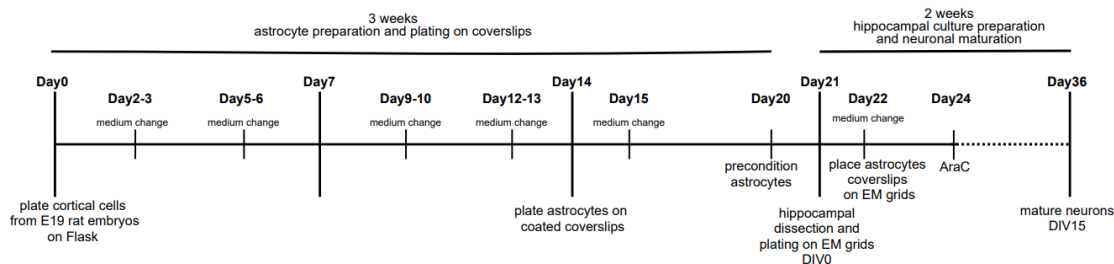 3 weeks
astrocyte preparation and plating on coverslips
2 weeks
hippocampal culture preparation
and neuronal maturation
Day0
Day2-3
medium change
Day5-6
medium change
Day7
Day9-10
medium change
Day12-13
medium change
Day14
Day15
medium change
Day20
Day21
Day22
medium change
Day24
Day36
plate cortical cells
from E19 rat embryos
on Flask
plate astrocytes on
coated coverslips
precondition
astrocytes
hippocampal
dissection and
plating on EM grids
DIV0
place astrocytes
coverslips
on EM grids
AraC
mature neurons
DIV15